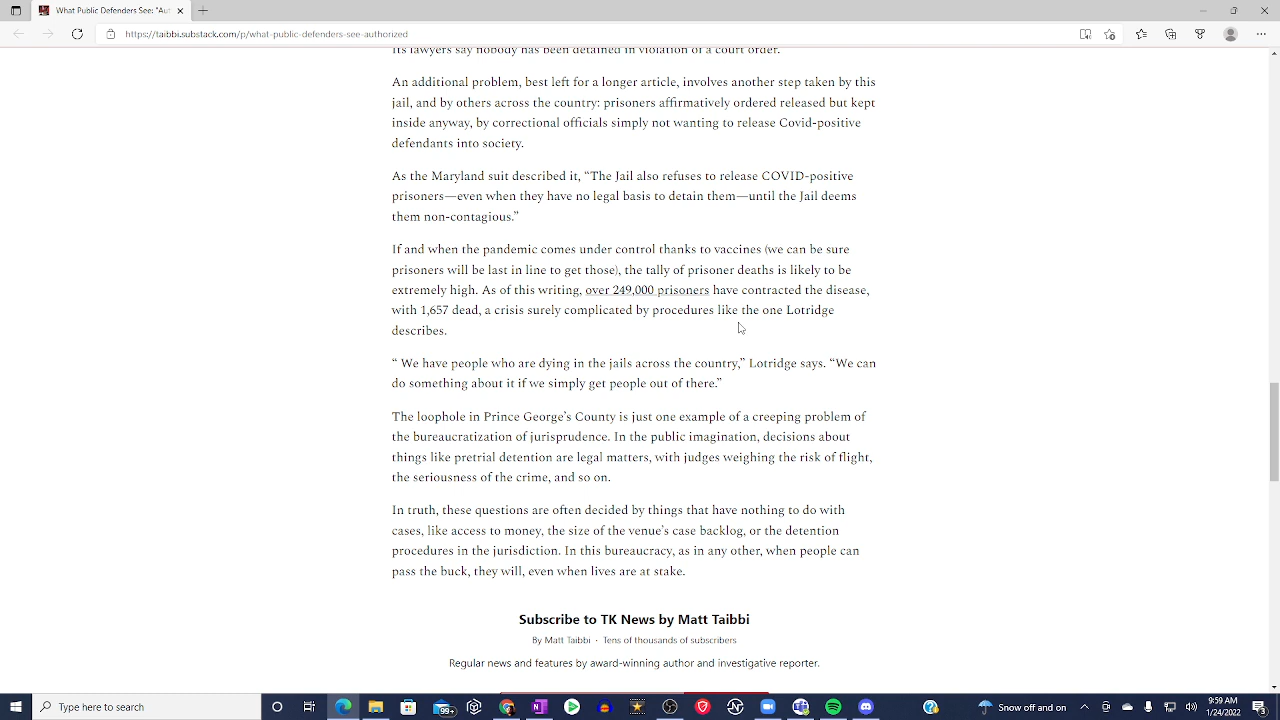 What Public Defenders See: "Aut
https://taibbi.substack.com/p/what-public-defenders-see-authorized
Its lawyers say nobody has been detained in violation of a court order.
An additional problem, best left for a longer article, involves another step taken by this
jail, and by others across the country: prisoners affirmatively ordered released but kept
inside anyway, by correctional officials simply not wanting to release Covid-positive
defendants into society.
As the Maryland suit described it, “The Jail also refuses to release COVID-positive
prisoners—even when they have no legal basis to detain them—until the Jail deems
them non-contagious.”
If and when the pandemic comes under control thanks to vaccines (we can be sure
prisoners will be last in line to get those), the tally of prisoner deaths is likely to be
extremely high. As of this writing, over 249,000 prisoners have contracted the disease,
with 1,657 dead, a crisis surely complicated by procedures like the one Lotridge
describes.
“ We have people who are dying in the jails across the country,” Lotridge says. “We can
do something about it if we simply get people out of there.”
The loophole in Prince George’s County is just one example of a creeping problem of
the bureaucratization of jurisprudence. In the public imagination, decisions about
things like pretrial detention are legal matters, with judges weighing the risk of flight,
the seriousness of the crime, and so on.
In truth, these questions are often decided by things that have nothing to do with
cases, like access to money, the size of the venue’s case backlog, or the detention
procedures in the jurisdiction. In this bureaucracy, as in any other, when people can
pass the buck, they will, even when lives are at stake.
Subscribe to TK News by Matt Taibbi
By Matt Taibbi · Tens of thousands of subscribers
Regular news and features by award-winning author and investigative reporter.
Type here to search
99+
Snow off and on
9:59 AM
1/24/2022